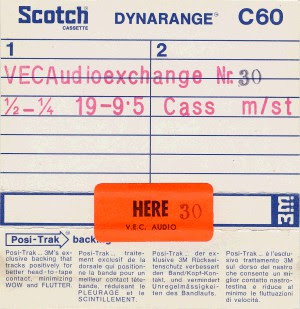 Scotch DYNARANGE® C60
CASSETTE
1 2
VECAudioexchange Nr. 30
½-¼ 19-9·5 Cass m/st
3M
HERE 30
V.E.C. AUDIO
Posi-Trak backing
Posi-Trak .. 3M's exclusive backing that tracks positively for better head-to-tape contact, minimizing WOW and FLUTTER.
Posi-Trak .. traitement exclusif de la dorsale qui positionne la bande pour un meilleur contact tête-bande, réduisant le PLEURAGE et le SCINTILLEMENT.
Posi-Trak .. der exklusive 3M Rückseitenschutz verbessert den Band/Kopf-Kontakt, und vermindert Unregelmässigkeiten des Bandlaufs.
Posi-Trak .. è l'esclusivo trattamento 3M sul dorso del nastro che consente un miglior contatto nastro-testina e riduce al minimo le fluttuazioni di velocità.